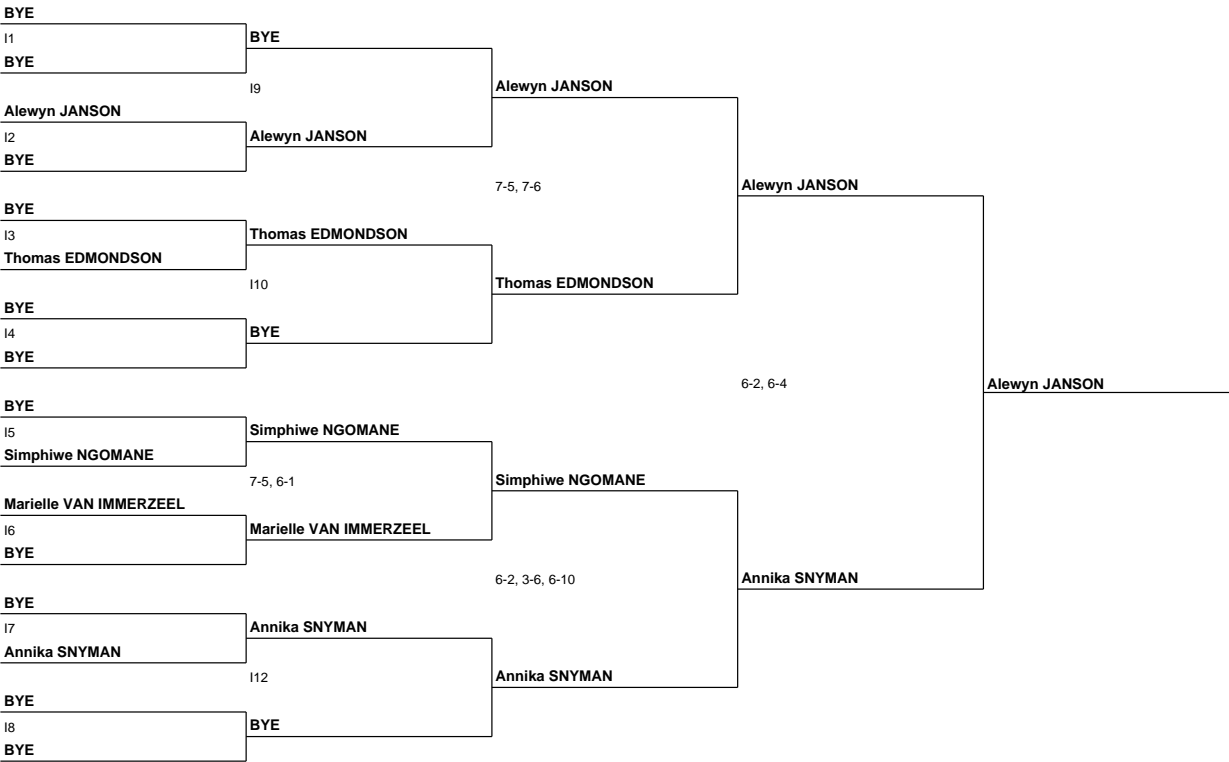 BYE
I1
BYE
BYE
I9
Alewyn JANSON
Alewyn JANSON
I2
Alewyn JANSON
BYE
7-5, 7-6
Alewyn JANSON
BYE
I3
Thomas EDMONDSON
Thomas EDMONDSON
I10
Thomas EDMONDSON
BYE
I4
BYE
BYE
6-2, 6-4
Alewyn JANSON
BYE
I5
Simphiwe NGOMANE
Simphiwe NGOMANE
7-5, 6-1
Simphiwe NGOMANE
Marielle VAN IMMERZEEL
I6
Marielle VAN IMMERZEEL
BYE
6-2, 3-6, 6-10
Annika SNYMAN
BYE
I7
Annika SNYMAN
Annika SNYMAN
I12
Annika SNYMAN
BYE
I8
BYE
BYE